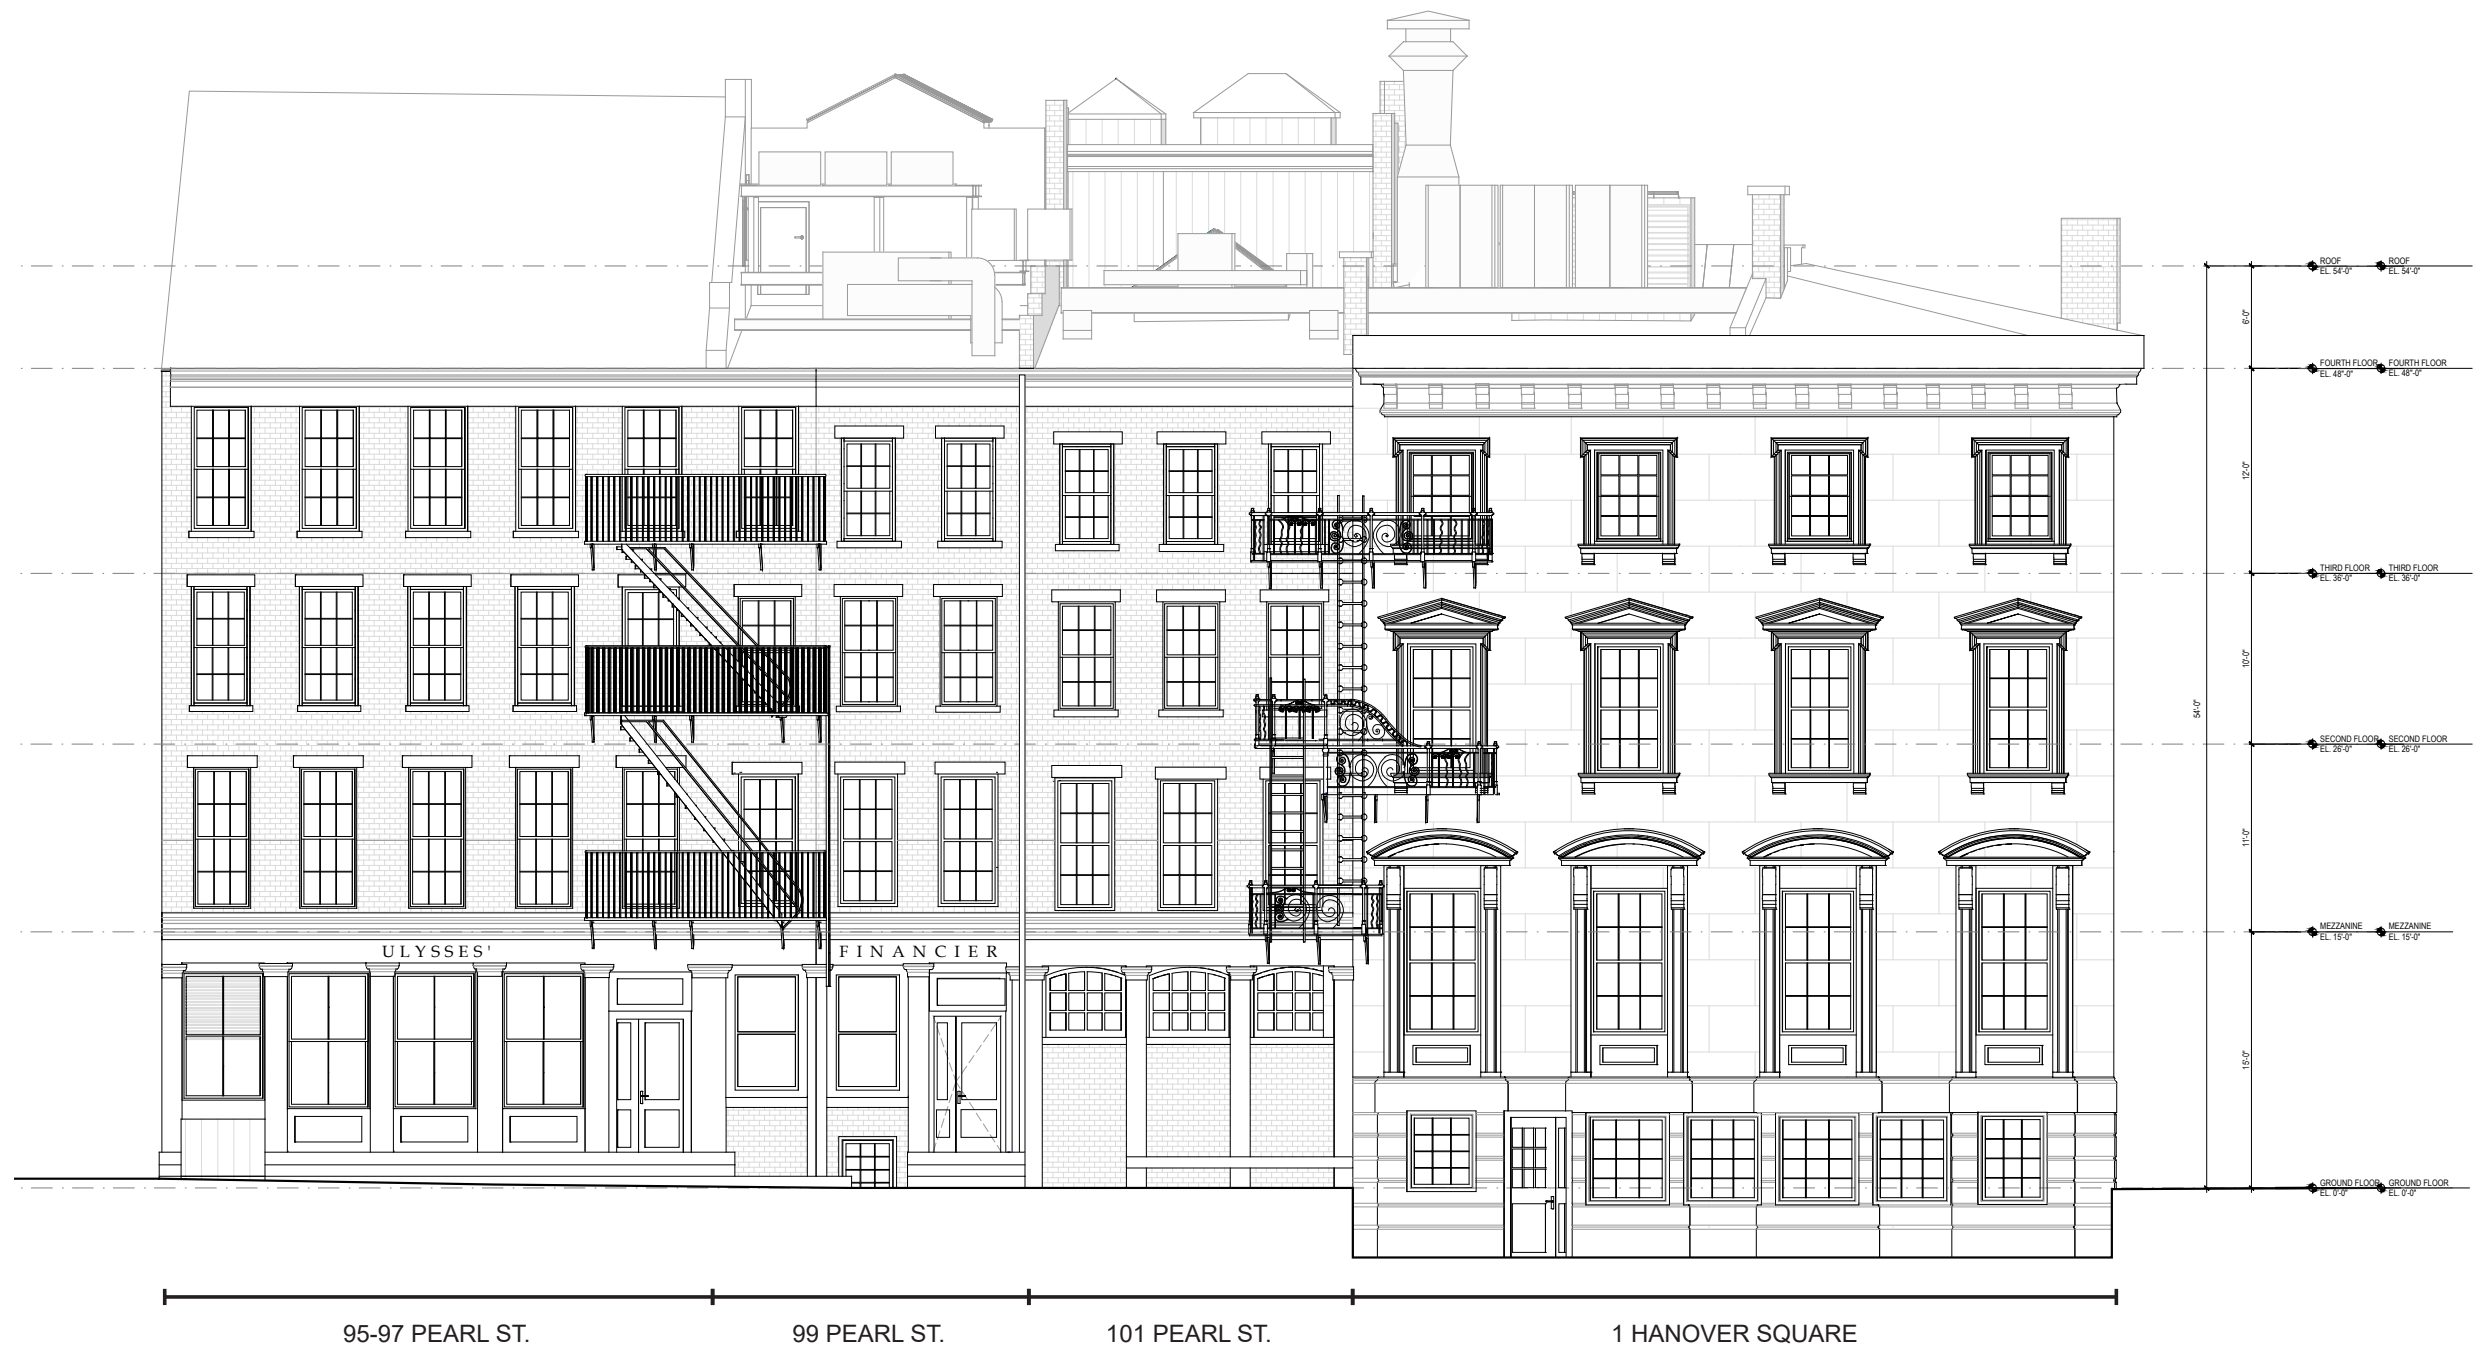 ROOF ROOF
EL. 54'-0" EL. 54'-0"
6'-0"
FOURTH FLOOR FOURTH FLOOR
EL. 48"-0" EL. 48"-0"
12'-0"
THIRD FLOOR THIRD FLOOR
EL. 36'-0" EL. 36'-0"
10'-0"
54'-0"
SECOND FLOOR SECOND FLOOR
EL. 26'-0" EL. 26'-0"
11'-0"
MEZZANINE MEZZANINE
EL. 15'-0" EL. 15'-0"
ULYSSES' FINANCIER
15'-0"
GROUND FLOOR GROUND FLOOR
EL. 0'-0" EL. 0'-0"
95-97 PEARL ST. 99 PEARL ST. 101 PEARL ST. 1 HANOVER SQUARE